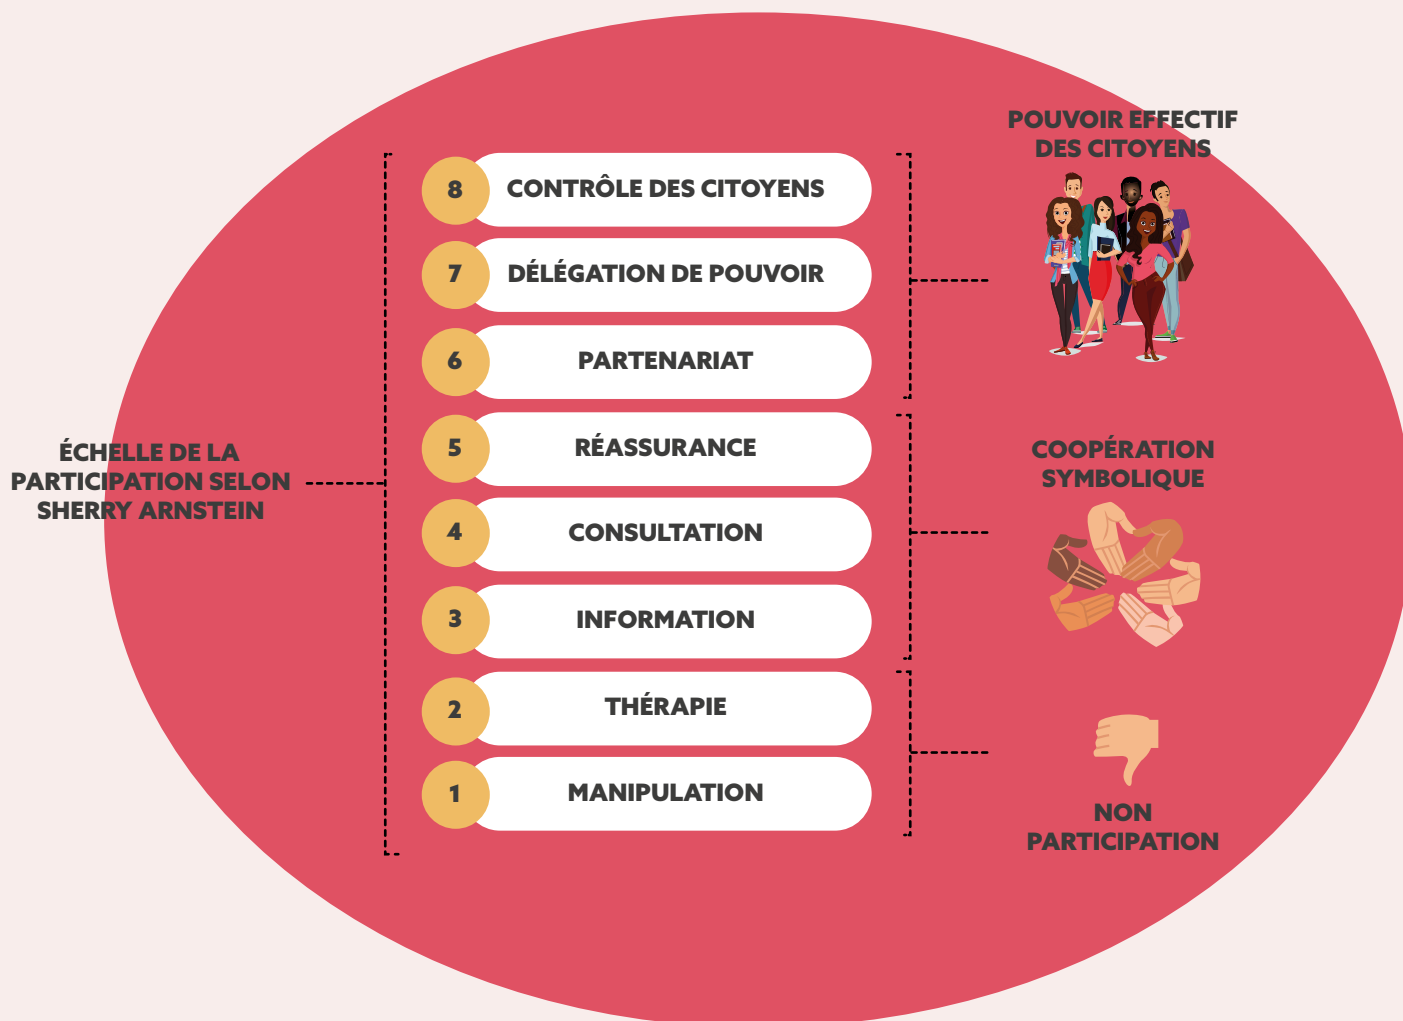 ÉCHELLE DE LA
PARTICIPATION SELON
SHERRY ARNSTEIN
8 CONTRÔLE DES CITOYENS
7 DÉLÉGATION DE POUVOIR
6 PARTENARIAT
5 RÉASSURANCE
4 CONSULTATION
3 INFORMATION
2 THÉRAPIE
1 MANIPULATION
POUVOIR EFFECTIF
DES CITOYENS
COOPÉRATION
SYMBOLIQUE
NON
PARTICIPATION